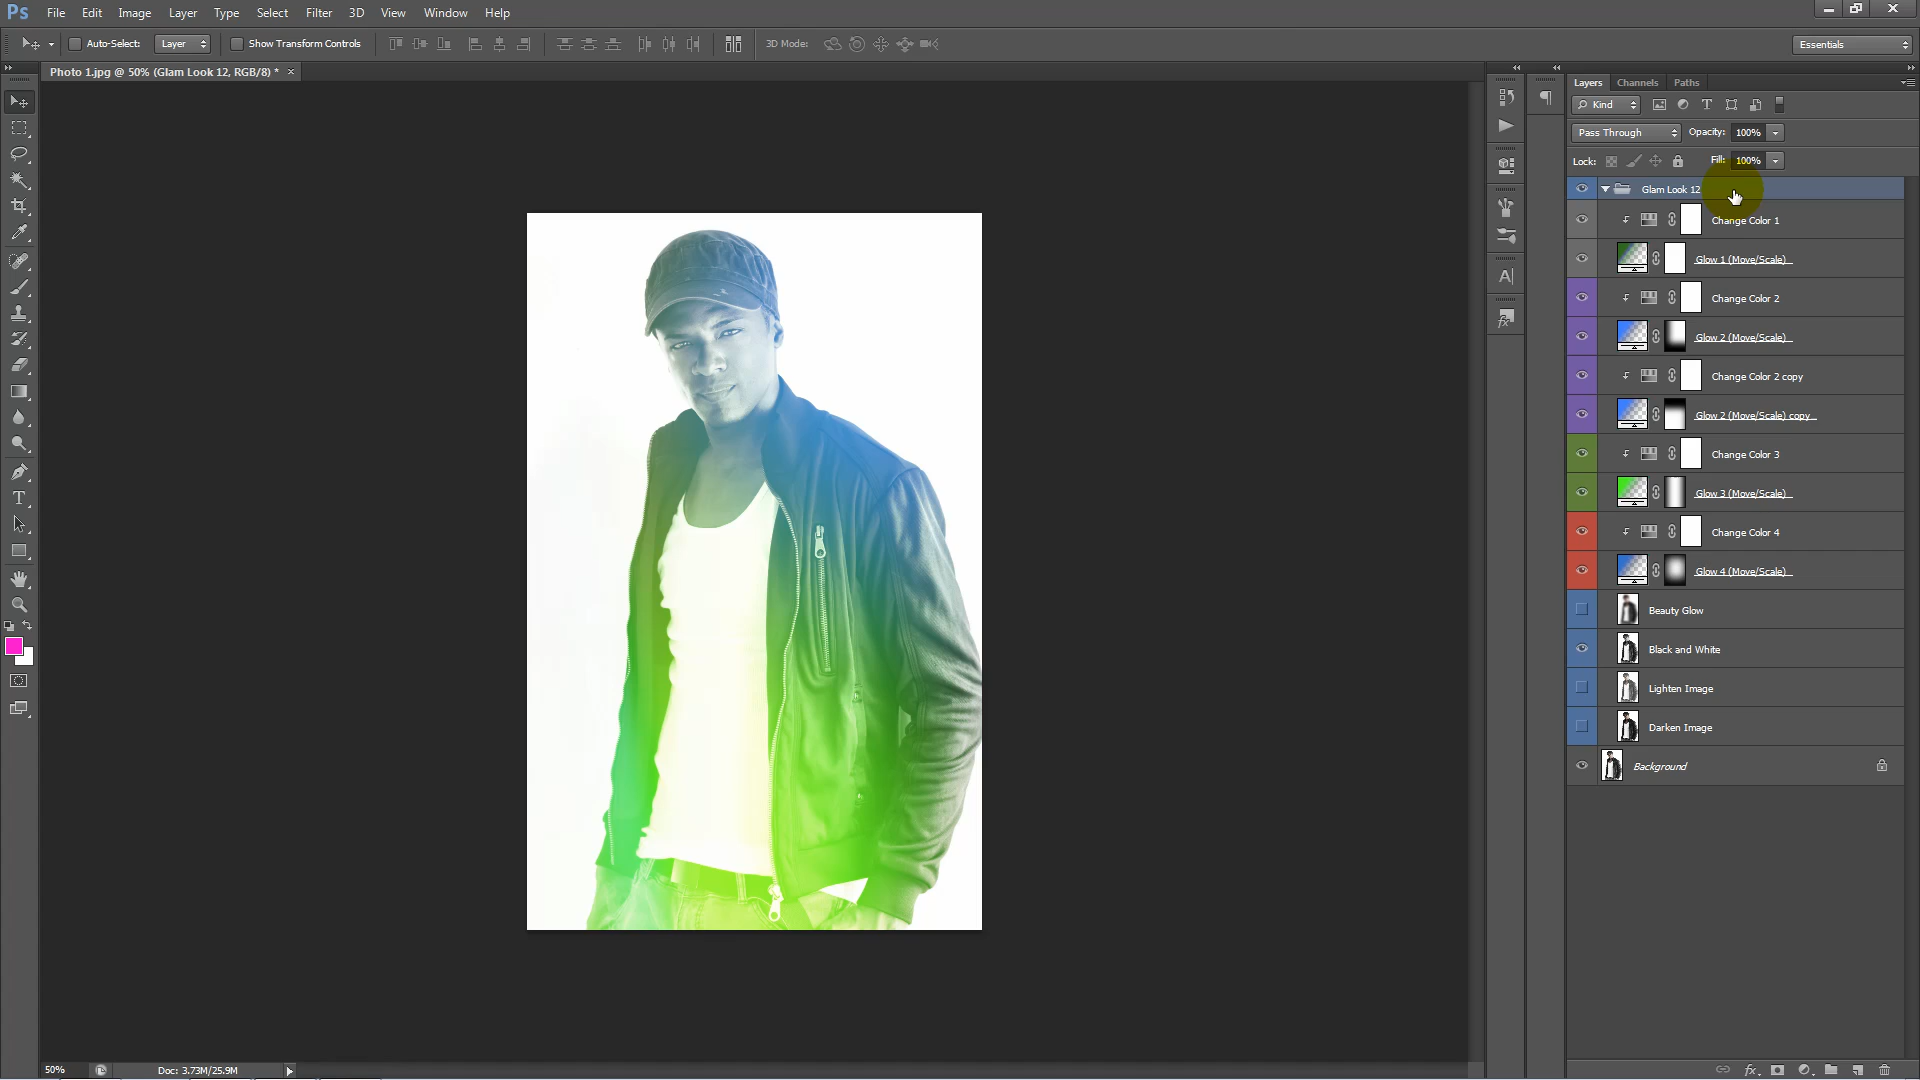 Ps File Edit Image Layer Type Select Filter 3D View Window Help
Auto-Select: Layer Show Transform Controls 3D Mode: Essentials
Photo 1.jpg @ 50% (Glam Look 12, RGB/8) * ×
Layers Channels Paths
Kind T
Pass Through Opacity: 100%
Lock: Fill: 100%
Glam Look 12
Change Color 1
Glow 1 (Move/Scale)
Change Color 2
Glow 2 (Move/Scale)
Change Color 2 copy
Glow 2 (Move/Scale) copy
Change Color 3
Glow 3 (Move/Scale)
Change Color 4
Glow 4 (Move/Scale)
Beauty Glow
Black and White
Lighten Image
Darken Image
Background
50% Doc: 3.73M/25.9M fx